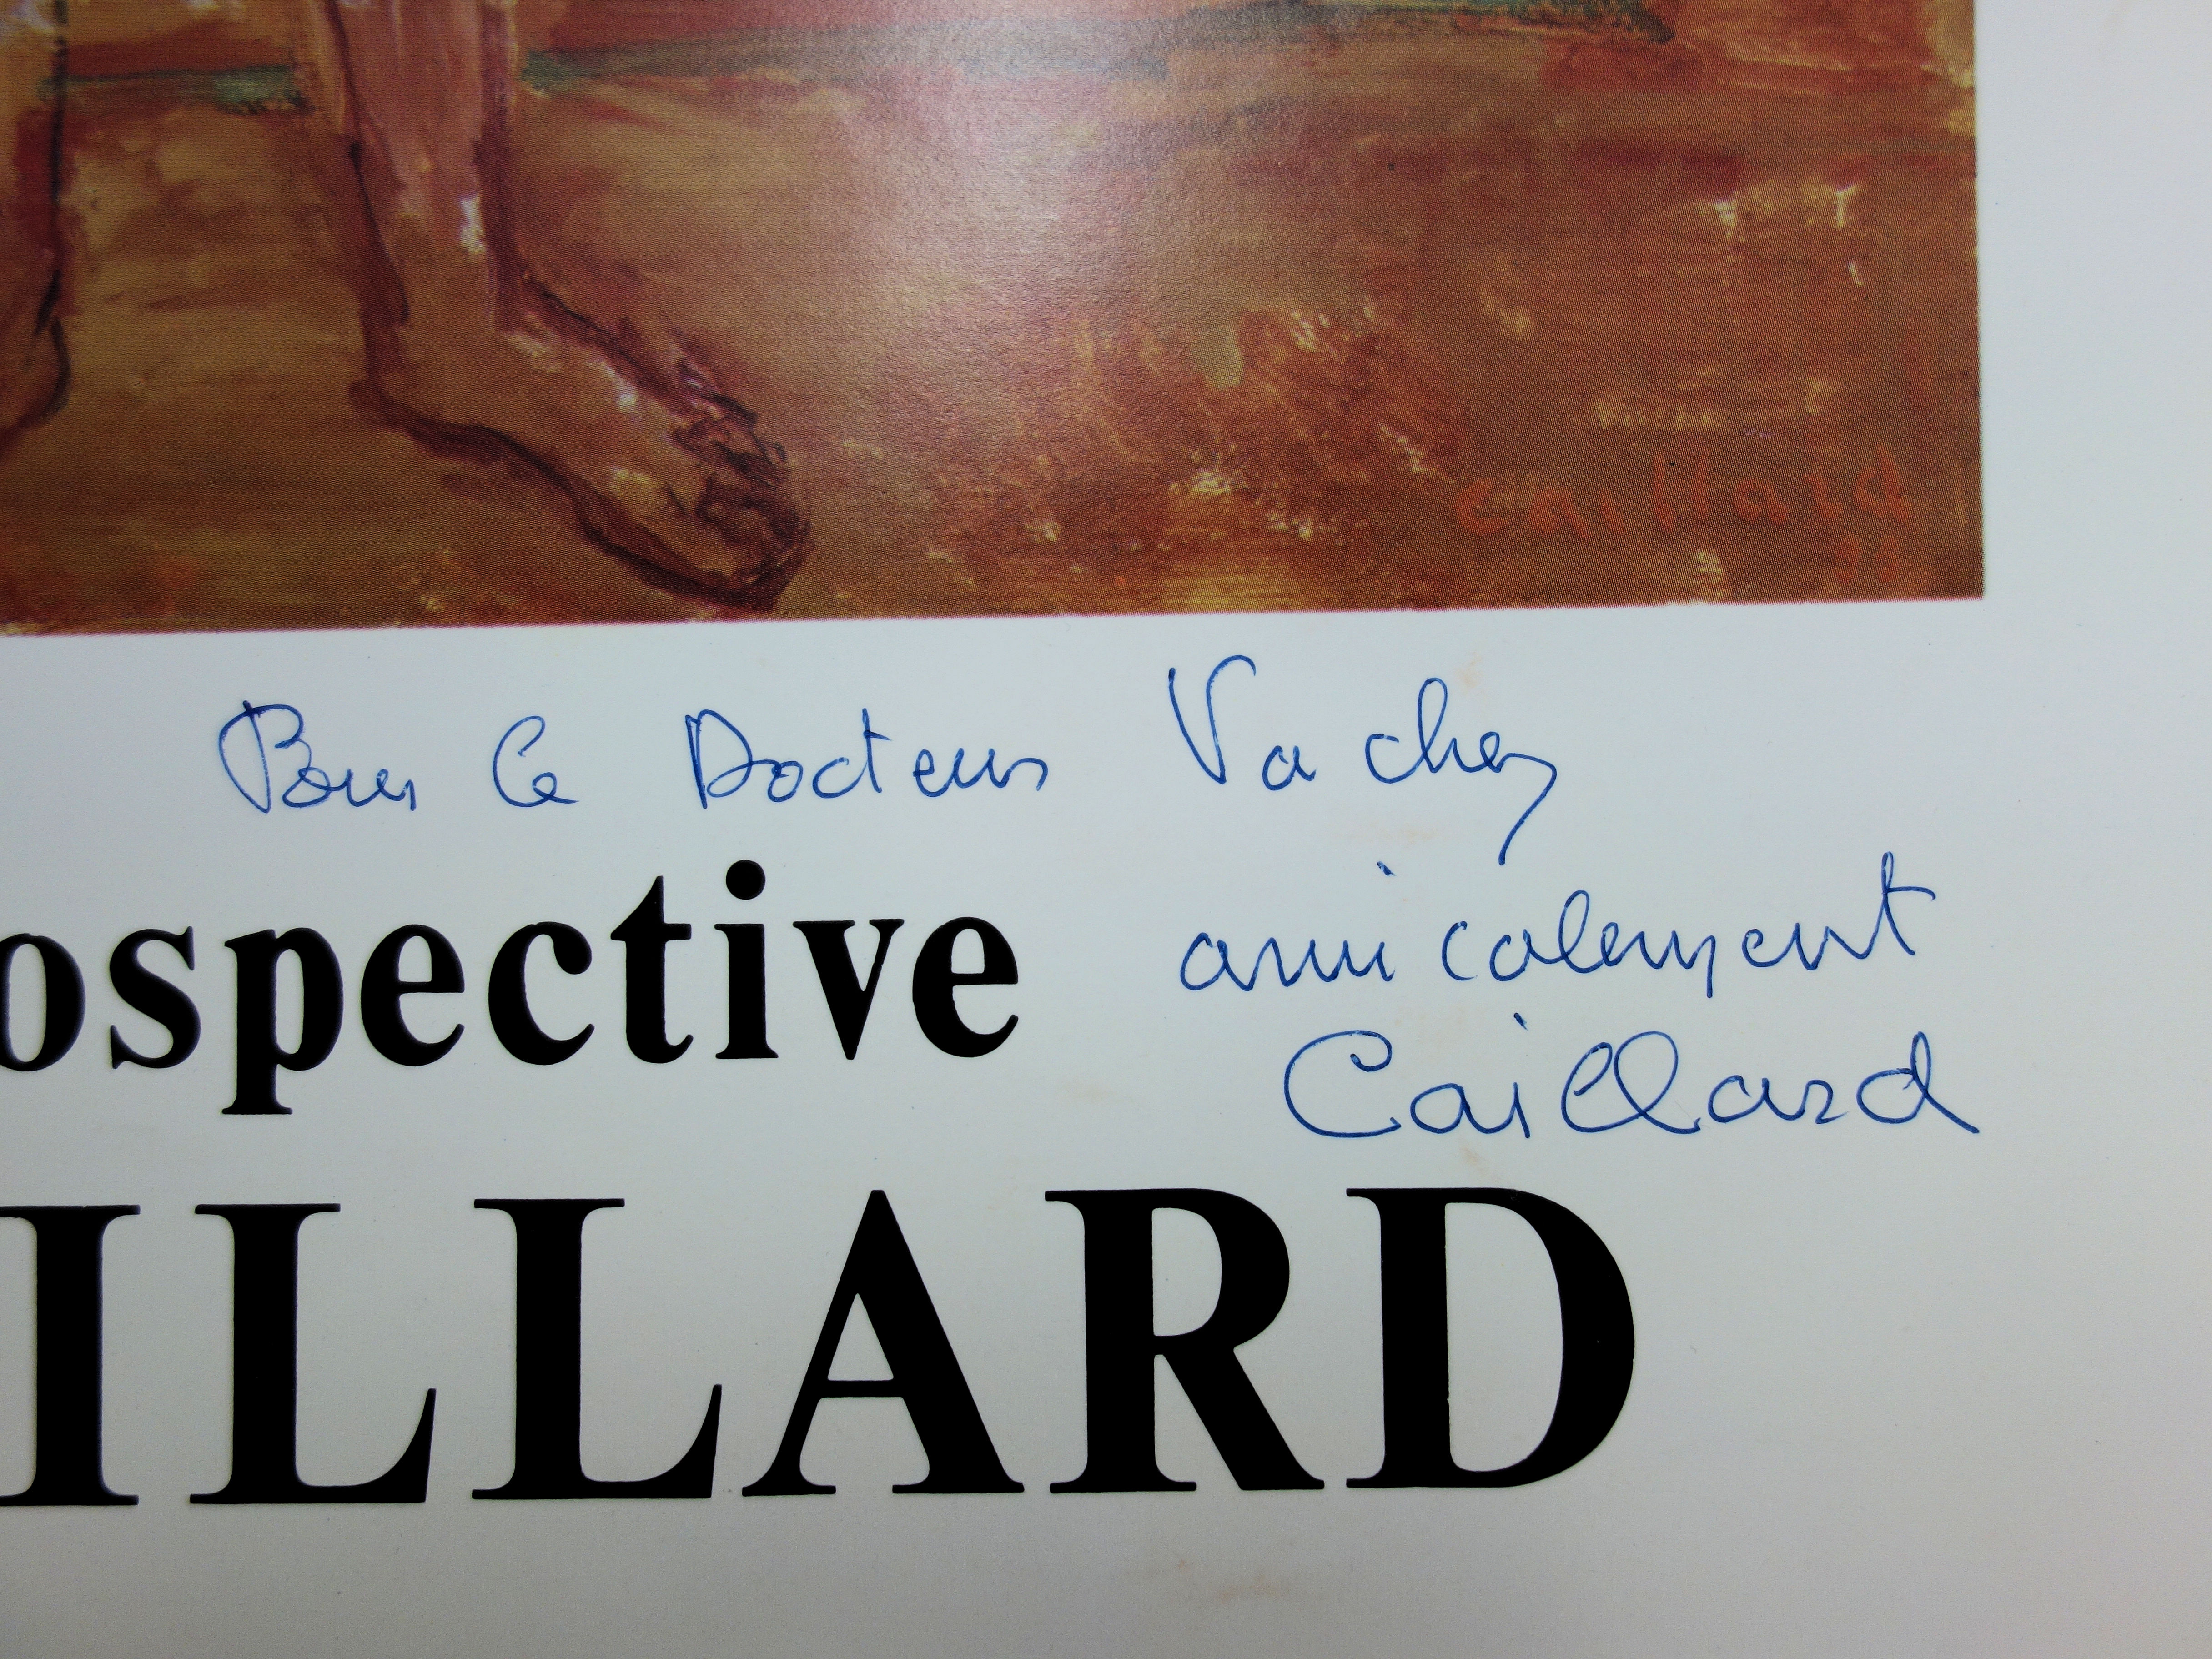 caillard
Pour le Docteur Vachez
ospective
amicalement
Caillard
ILLARD